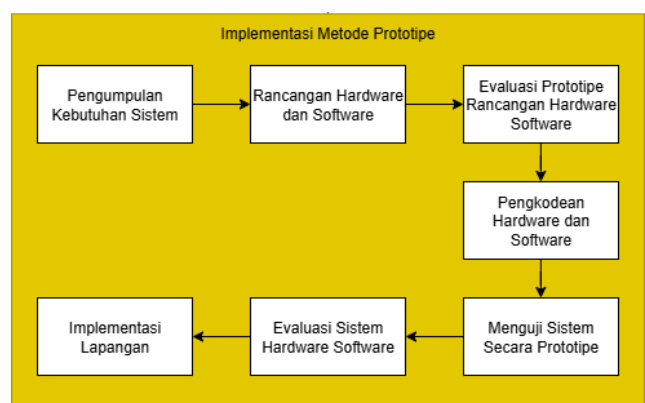 Implementasi Metode Prototipe
Pengumpulan
Kebutuhan Sistem
Rancangan Hardware
dan Software
Evaluasi Prototipe
Rancangan Hardware
Software
Pengkodean
Hardware dan
Software
Menguji Sistem
Secara Prototipe
Evaluasi Sistem
Hardware Software
Implementasi
Lapangan